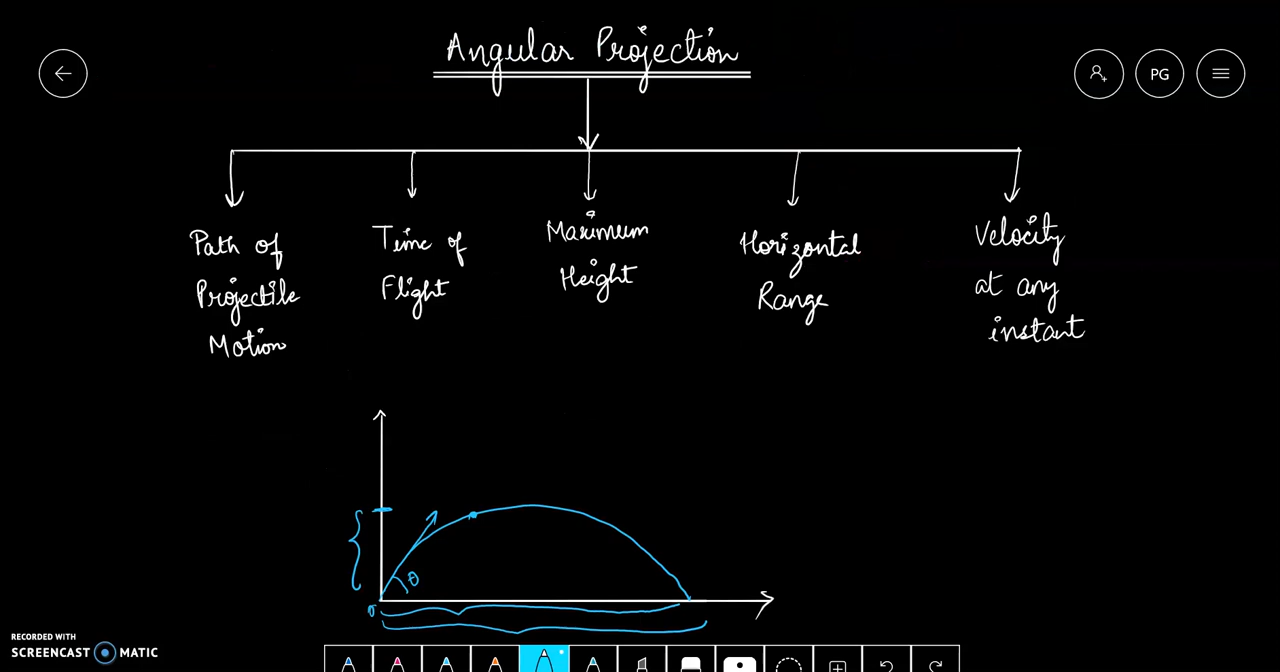 Angular Projection
PG
Path of
Projectile
Motion
Time of
Flight
Maximum
Height
Horizontal
Range
Velocity
at any
instant
θ
RECORDED WITH
SCREENCAST MATIC